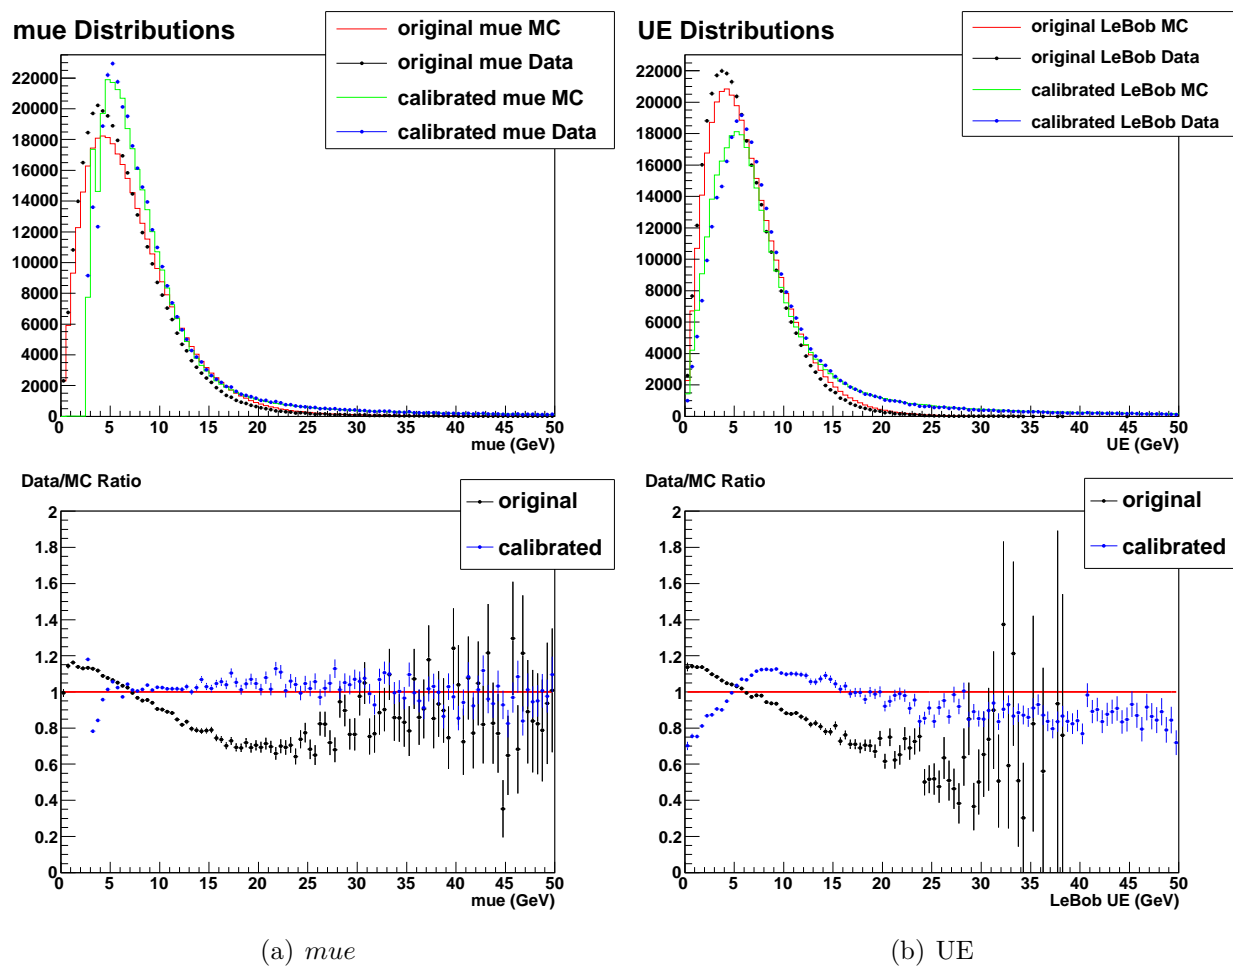 mue Distributions
original mue MC
original mue Data
calibrated mue MC
calibrated mue Data
22000
20000
18000
16000
14000
12000
10000
8000
6000
4000
2000
0
0 5 10 15 20 25 30 35 40 45 50
mue (GeV)
UE Distributions
original LeBob MC
original LeBob Data
calibrated LeBob MC
calibrated LeBob Data
22000
20000
18000
16000
14000
12000
10000
8000
6000
4000
2000
0
0 5 10 15 20 25 30 35 40 45 50
UE (GeV)
Data/MC Ratio
original
calibrated
2
1.8
1.6
1.4
1.2
1
0.8
0.6
0.4
0.2
0
0 5 10 15 20 25 30 35 40 45 50
mue (GeV)
(a) mue
Data/MC Ratio
original
calibrated
2
1.8
1.6
1.4
1.2
1
0.8
0.6
0.4
0.2
0
0 5 10 15 20 25 30 35 40 45 50
LeBob UE (GeV)
(b) UE